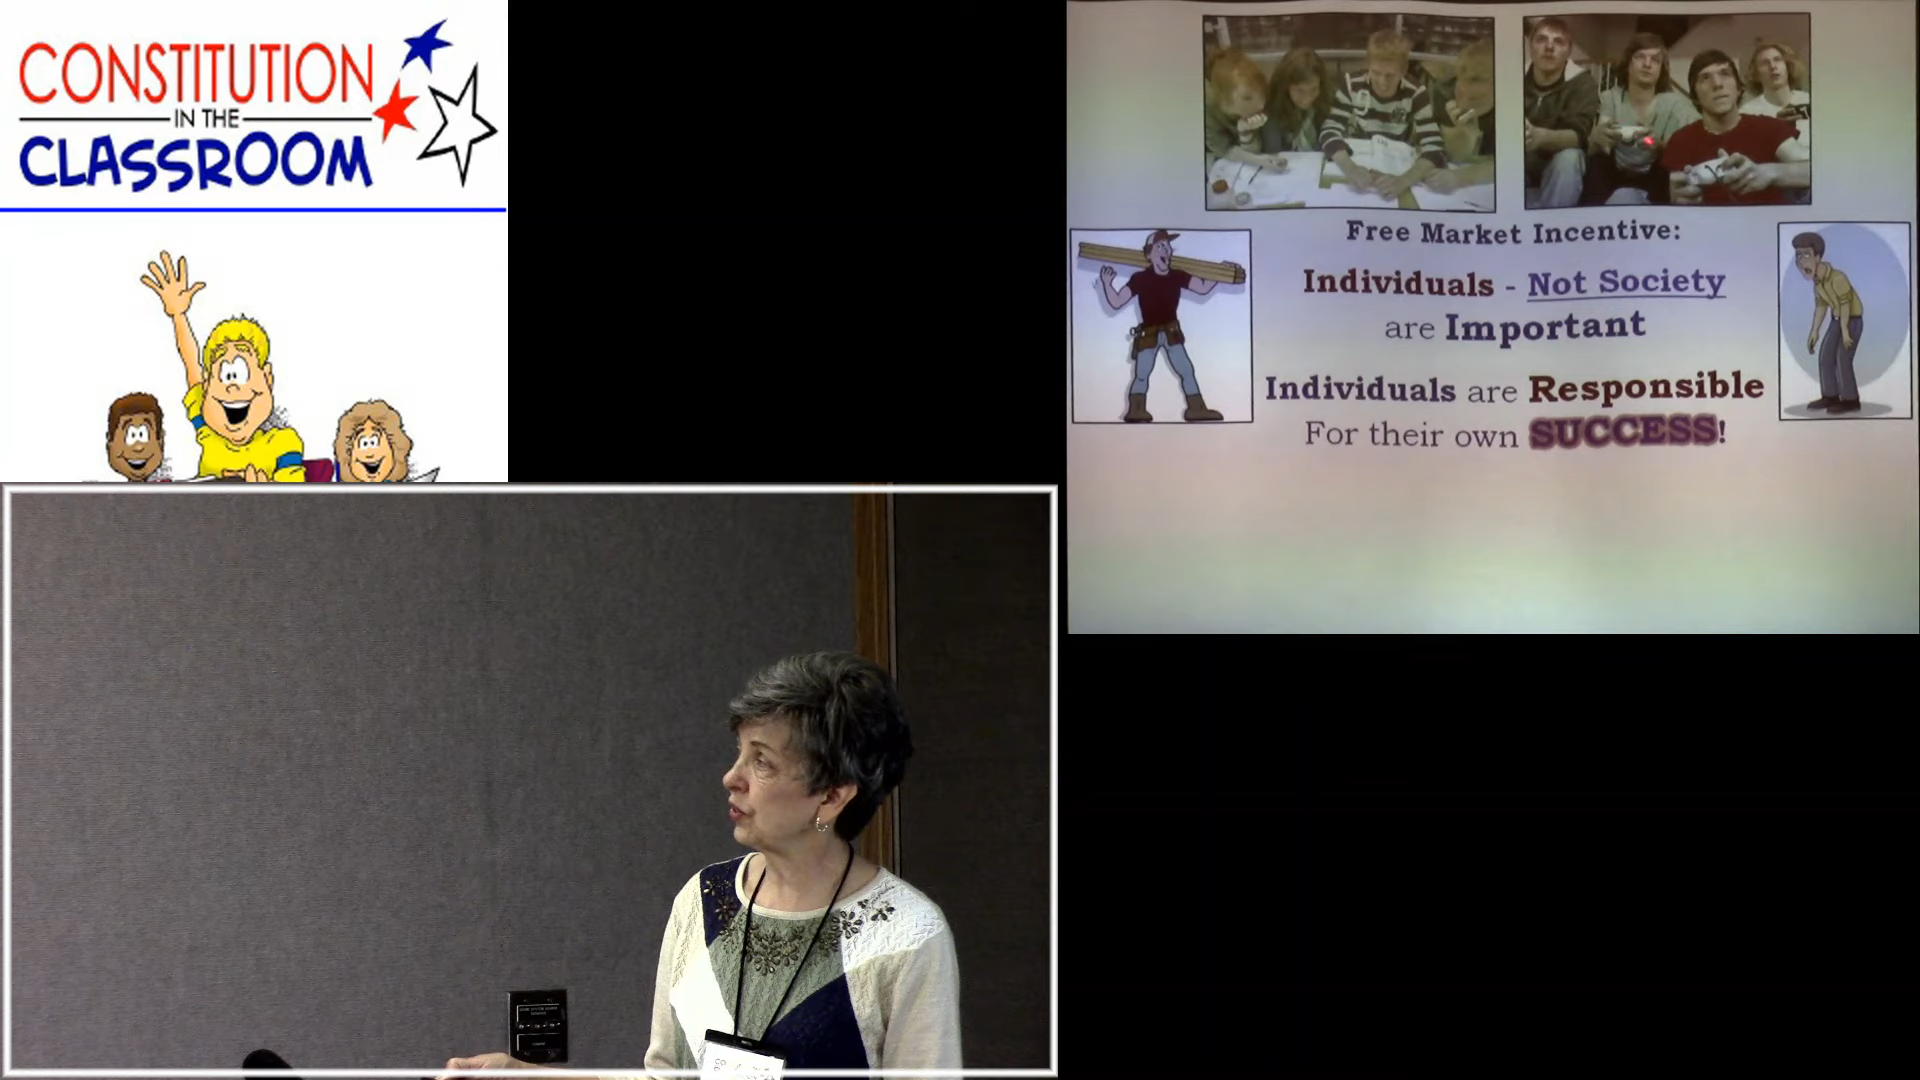 CONSTITUTION
IN THE
CLASSROOM
Free Market Incentive:
Individuals - Not Society
are Important
Individuals are Responsible
For their own SUCCESS!